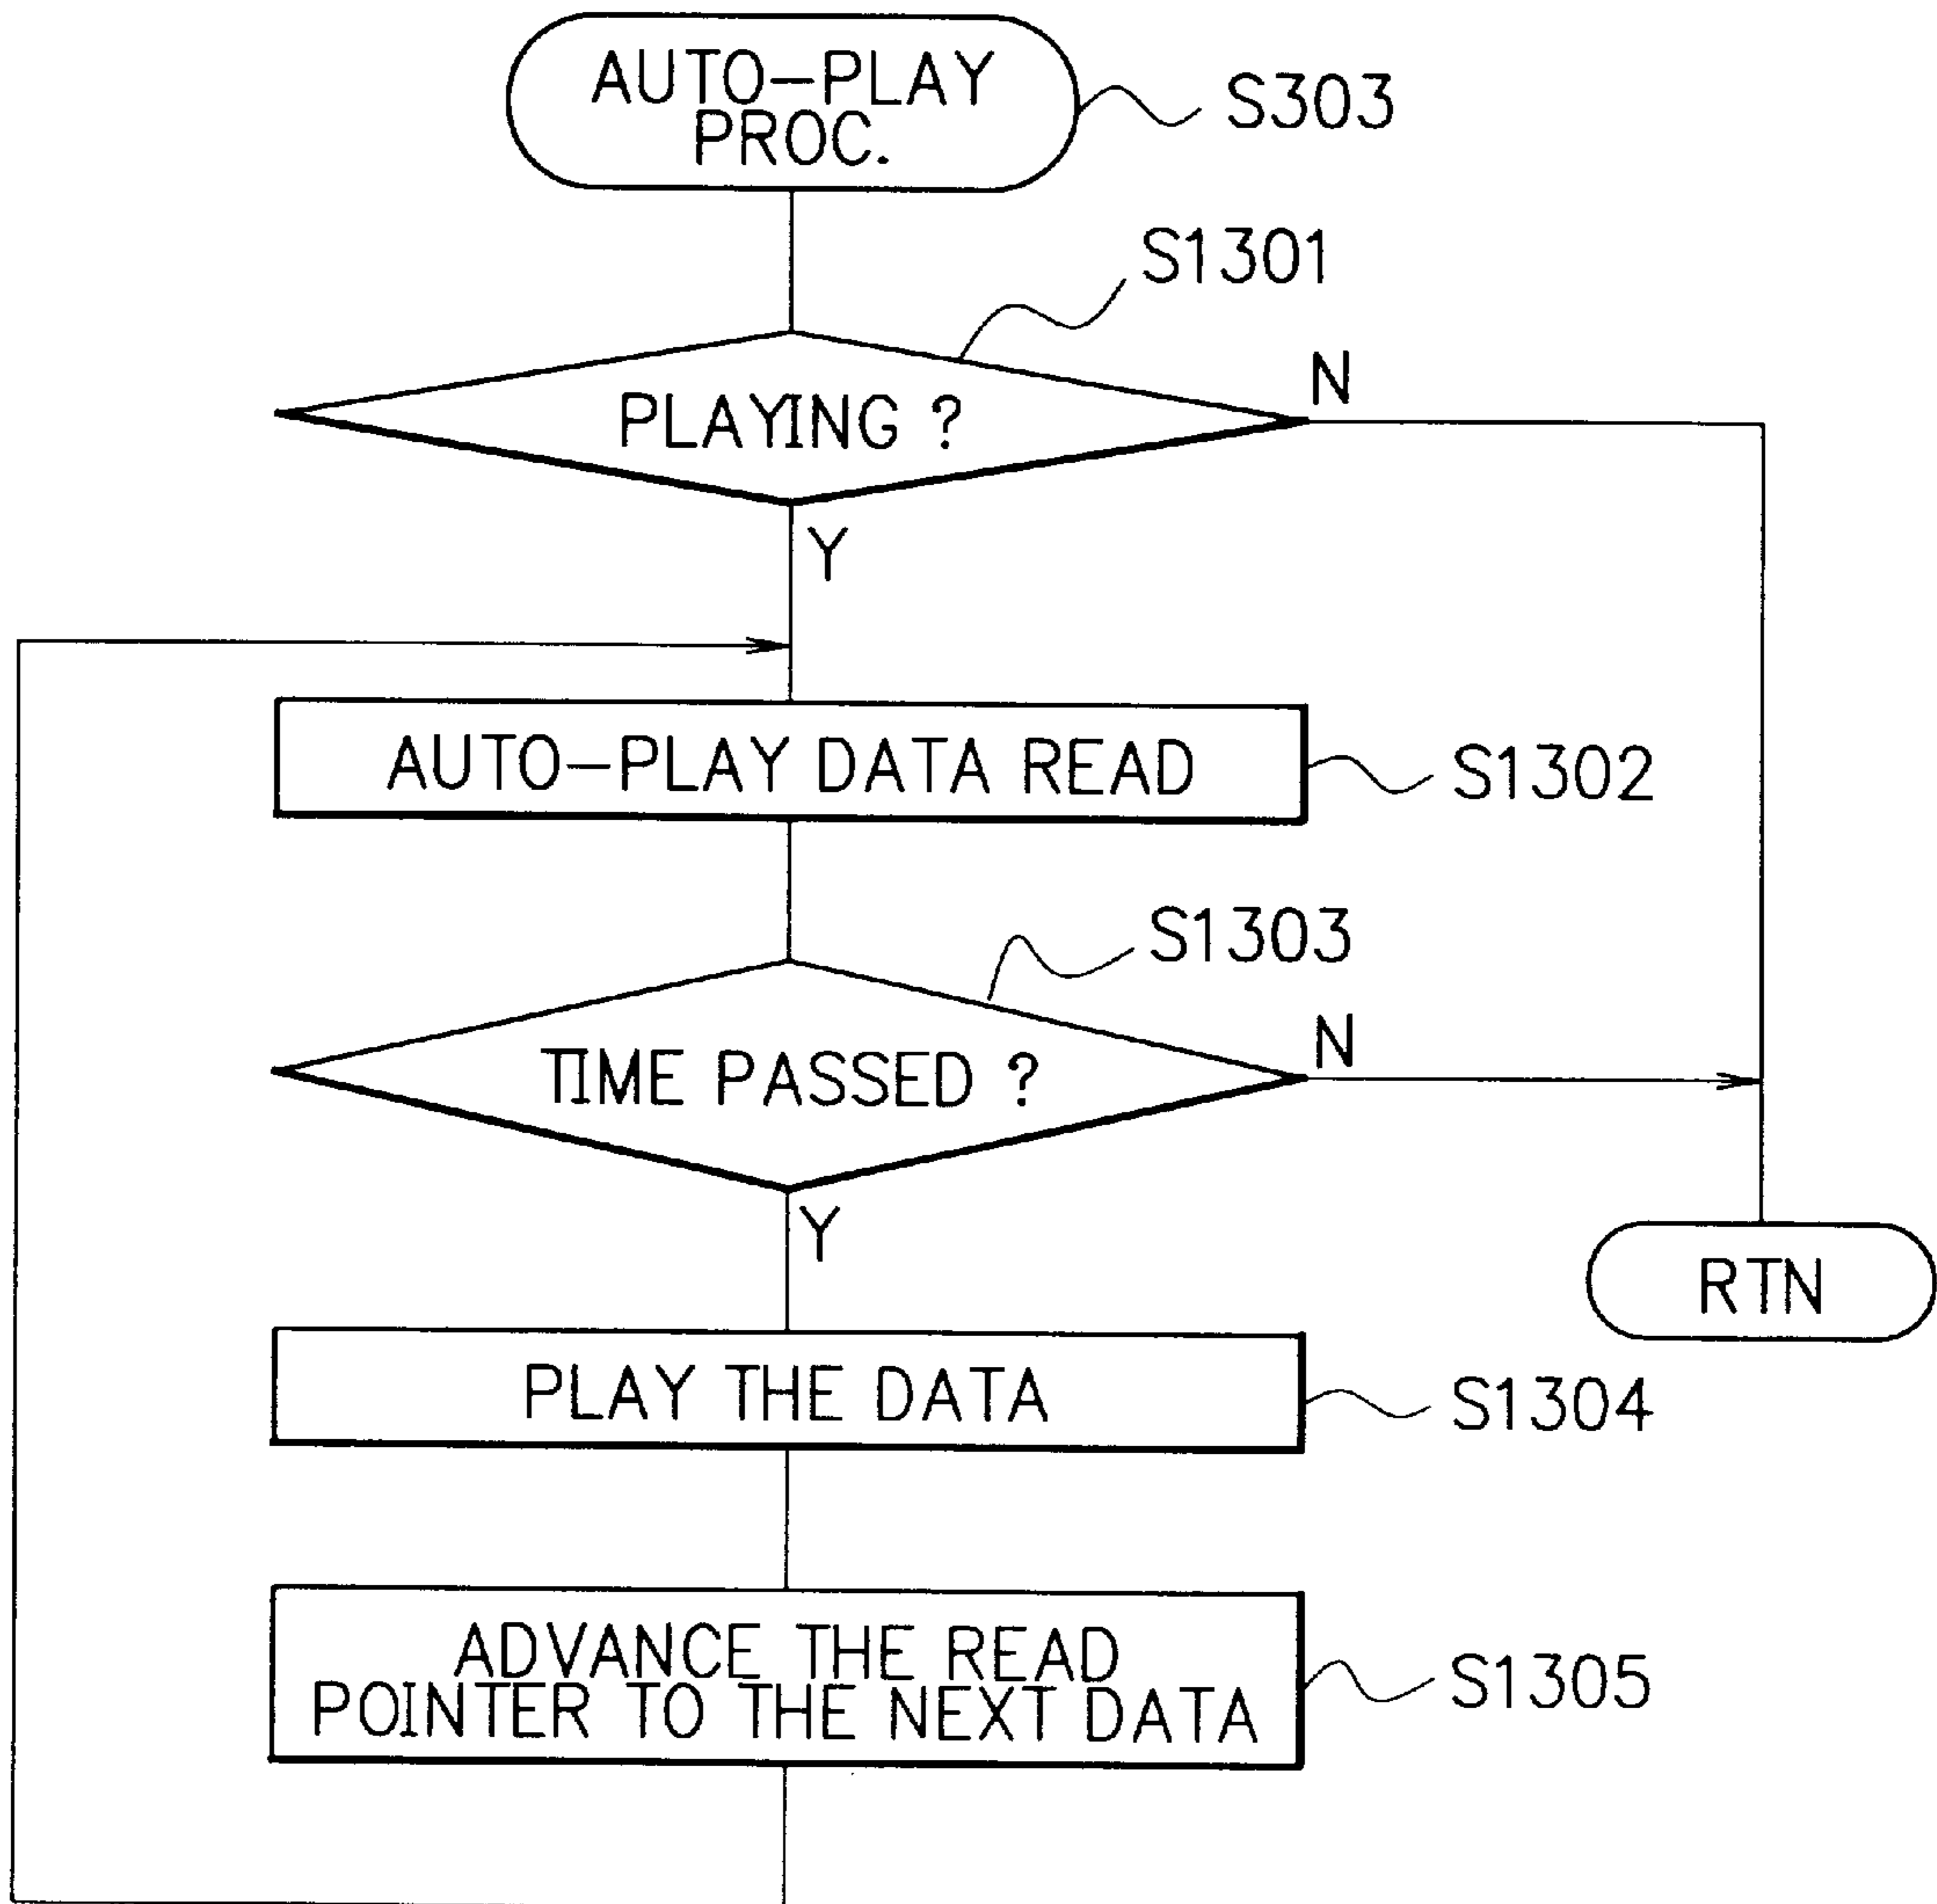 AUTO-PLAY
PROC.
S303
S1301
PLAYING ?
N
Y
AUTO-PLAY DATA READ
S1302
S1303
TIME PASSED ?
N
Y
RTN
PLAY THE DATA
S1304
ADVANCE THE READ
POINTER TO THE NEXT DATA
S1305